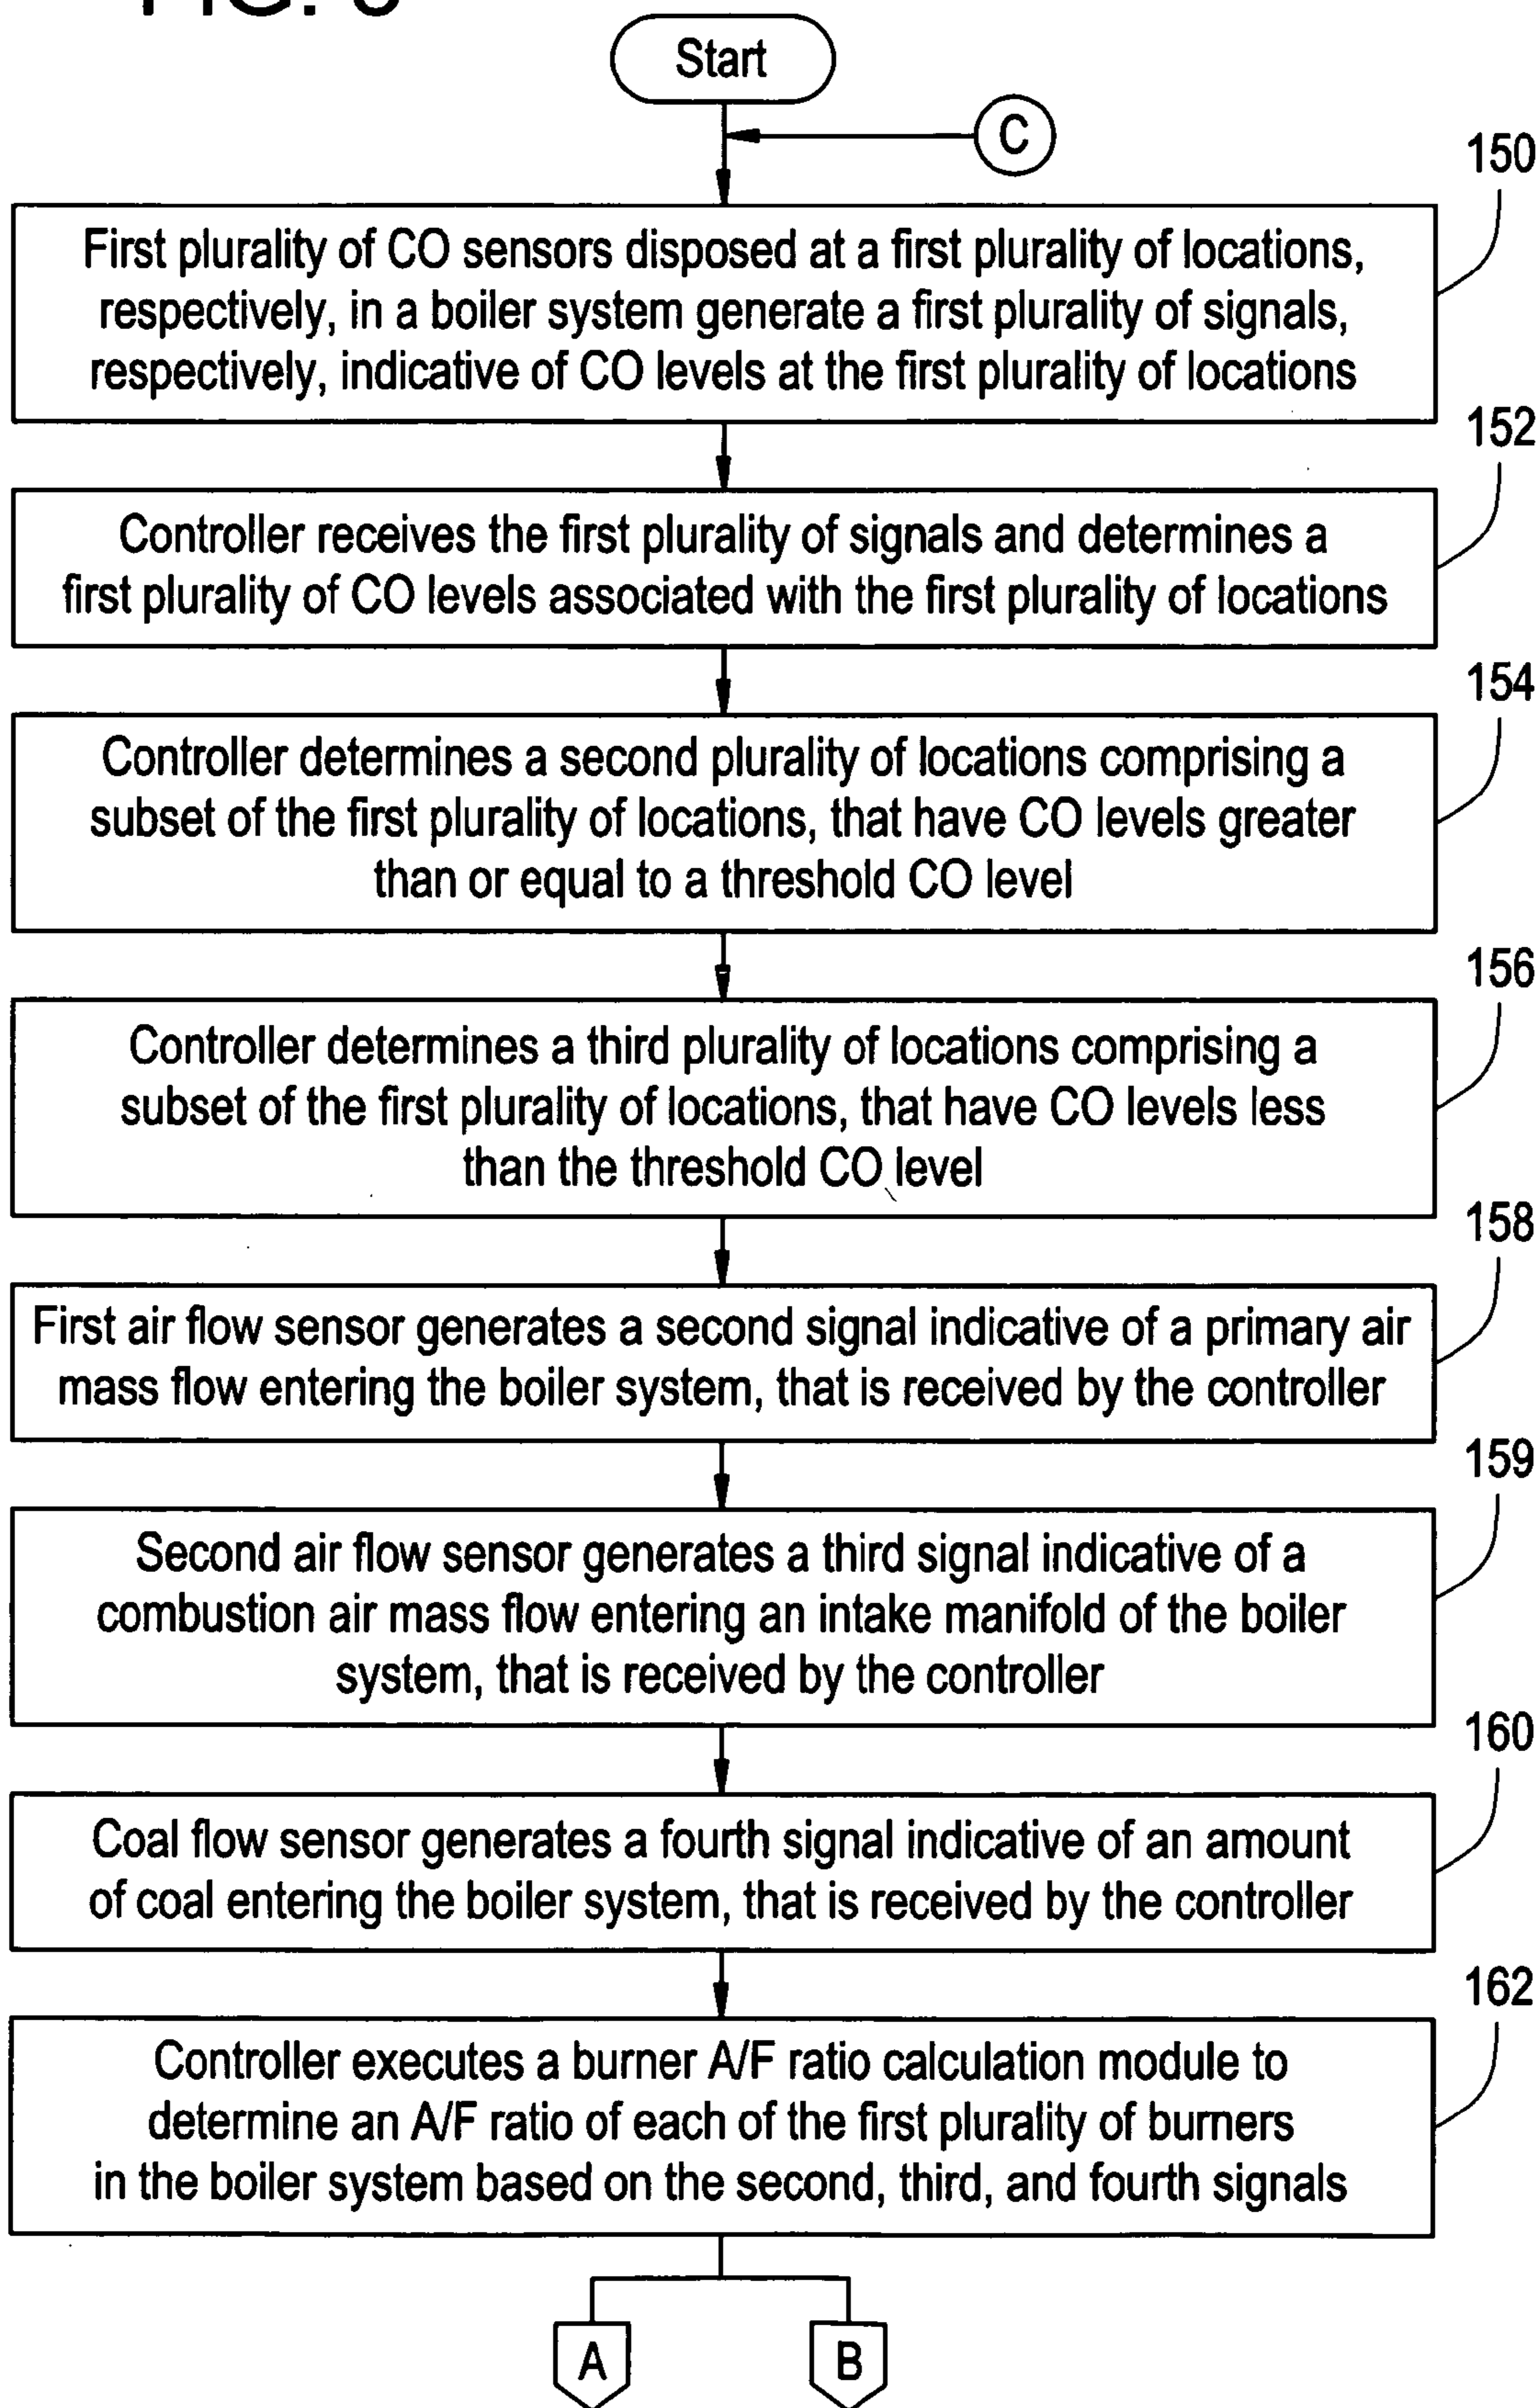 FIG.
Start
C
150
First plurality of CO sensors disposed at a first plurality of locations,
respectively, in a boiler system generate a first plurality of signals,
respectively, indicative of CO levels at the first plurality of locations
152
Controller receives the first plurality of signals and determines a
first plurality of CO levels associated with the first plurality of locations
154
Controller determines a second plurality of locations comprising a
subset of the first plurality of locations, that have CO levels greater
than or equal to a threshold CO level
156
Controller determines a third plurality of locations comprising a
subset of the first plurality of locations, that have CO levels less
than the threshold CO level
158
First air flow sensor generates a second signal indicative of a primary air
mass flow entering the boiler system, that is received by the controller
159
Second air flow sensor generates a third signal indicative of a
combustion air mass flow entering an intake manifold of the boiler
system, that is received by the controller
160
Coal flow sensor generates a fourth signal indicative of an amount
of coal entering the boiler system, that is received by the controller
162
Controller executes a burner A/F ratio calculation module to
determine an A/F ratio of each of the first plurality of burners
in the boiler system based on the second, third, and fourth signals
A
B